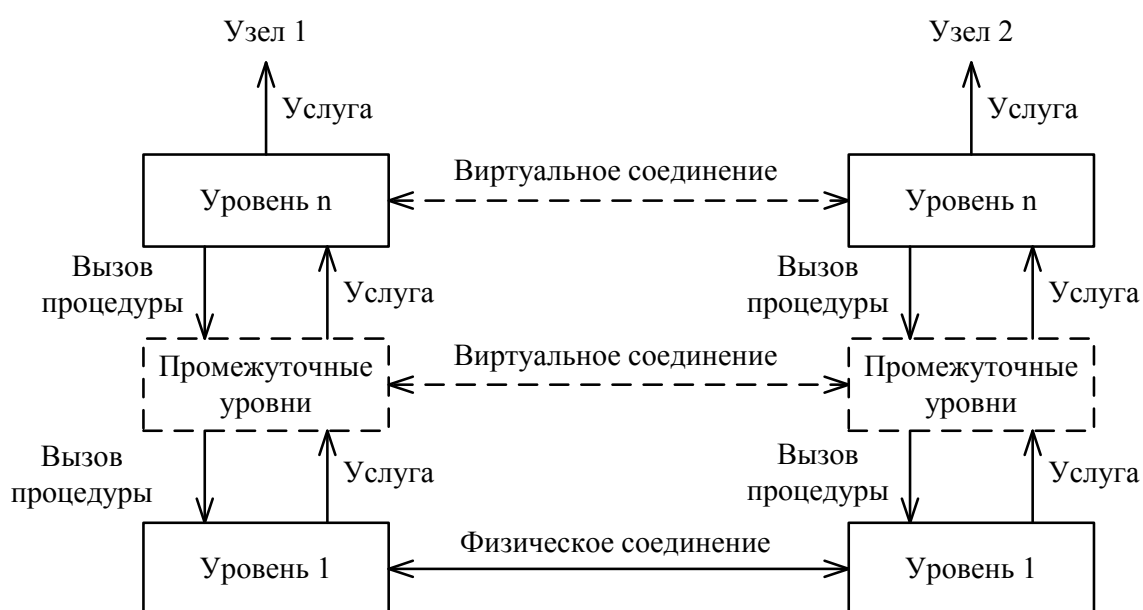 Узел 1
Узел 2
Услуга
Услуга
Виртуальное соединение
Уровень n
Уровень n
Вызов
процедуры
Услуга
Вызов
процедуры
Услуга
Промежуточные
уровни
Виртуальное соединение
Промежуточные
уровни
Вызов
процедуры
Услуга
Вызов
процедуры
Услуга
Физическое соединение
Уровень 1
Уровень 1